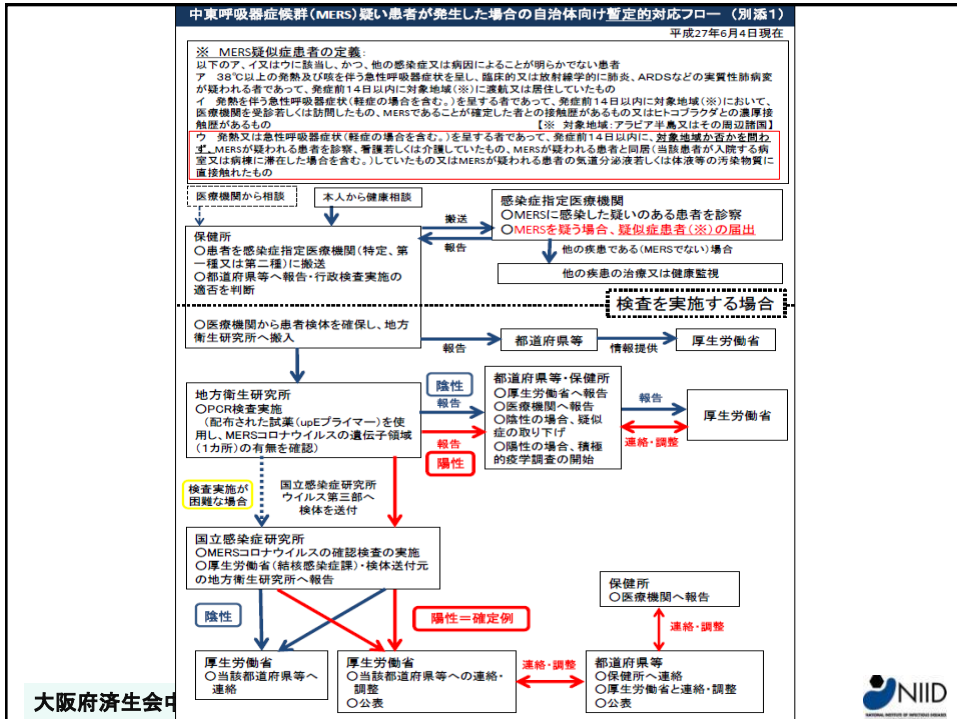 中東呼吸器症候群(MERS)疑い患者が発生した場合の自治体向け暫定的対応フロー (別添1)
平成27年6月4日現在
※ MERS疑似症患者の定義:
以下のア、イ又はウに該当し、かつ、他の感染症又は病因によることが明らかでない患者
ア 38℃以上の発熱及び咳を伴う急性呼吸器症状を呈し、臨床的又は放射線学的に肺炎、ARDSなどの実質性肺病変
が疑われる者であって、発症前14日以内に対象地域(※)に渡航又は居住していたもの
イ 発熱を伴う急性呼吸器症状(軽症の場合を含む。)を呈する者であって、発症前14日以内に対象地域(※)において、
医療機関を受診若しくは訪問したもの、MERSであることが確定した者との接触歴があるもの又はヒトコブラクダとの濃厚接
触歴があるもの 【※ 対象地域:アラビア半島又はその周辺諸国】
ウ 発熱又は急性呼吸器症状(軽症の場合を含む。)を呈する者であって、発症前14日以内に、対象地域か否かを問わ
ず、MERSが疑われる患者を診察、看護若しくは介護していたもの、MERSが疑われる患者と同居(当該患者が入院する病
室又は病棟に滞在した場合を含む。)していたもの又はMERSが疑われる患者の気道分泌液若しくは体液等の汚染物質に
直接触れたもの
医療機関から相談
本人から健康相談
搬送
報告
感染症指定医療機関
○MERSに感染した疑いのある患者を診察
○MERSを疑う場合、疑似症患者(※)の届出
保健所
○患者を感染症指定医療機関(特定、第
一種又は第二種)に搬送
○都道府県等へ報告・行政検査実施の
適否を判断
他の疾患である(MERSでない)場合
他の疾患の治療又は健康監視
検査を実施する場合
○医療機関から患者検体を確保し、地方
衛生研究所へ搬入
報告
都道府県等
情報提供
厚生労働省
地方衛生研究所
○PCR検査実施
(配布された試薬(upEプライマー)を使
用し、MERSコロナウイルスの遺伝子領域
(1カ所)の有無を確認)
陰性
報告
報告
陽性
都道府県等・保健所
○厚生労働省へ報告
○医療機関へ報告
○陰性の場合、疑似
症の取り下げ
○陽性の場合、積極
的疫学調査の開始
報告
連絡・調整
厚生労働省
検査実施が
困難な場合
国立感染症研究所
ウイルス第三部へ
検体を送付
国立感染症研究所
○MERSコロナウイルスの確認検査の実施
○厚生労働省(結核感染症課)・検体送付元
の地方衛生研究所へ報告
陰性
陽性=確定例
保健所
○医療機関へ報告
連絡・調整
厚生労働省
○当該都道府県等へ
連絡
厚生労働省
○当該都道府県等への連絡・
調整
○公表
連絡・調整
都道府県等
○保健所へ連絡
○厚生労働省と連絡・調整
○公表
大阪府済生会中
NIID
NATIONAL INSTITUTE OF INFECTIOUS DISEASES